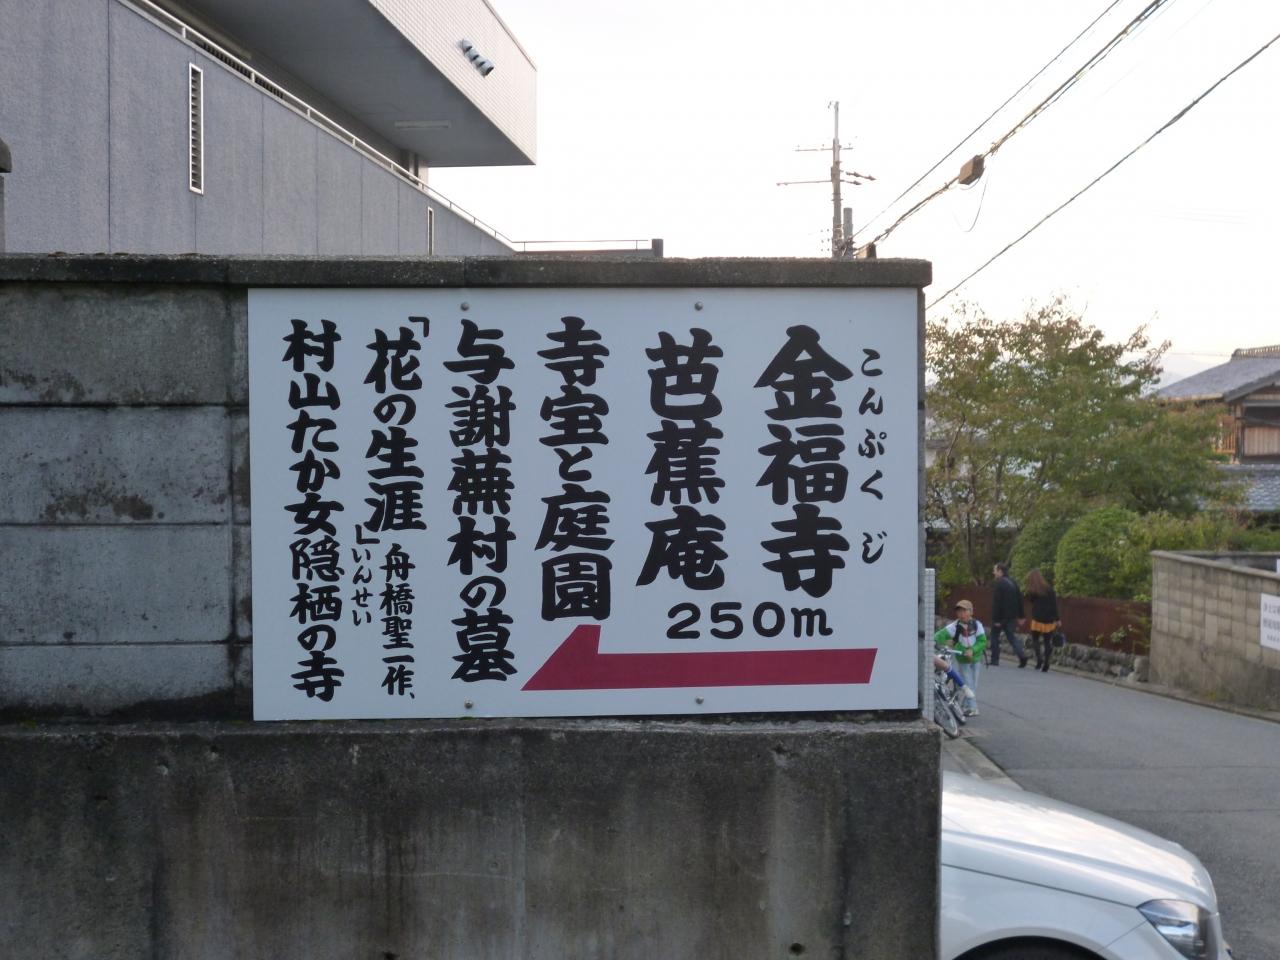 こんぷくじ
金福寺
芭蕉庵
250m
寺宝と庭園
与謝蕪村の墓
「花の生涯」舟橋聖一作、
いんせい
村山たか女隠栖の寺